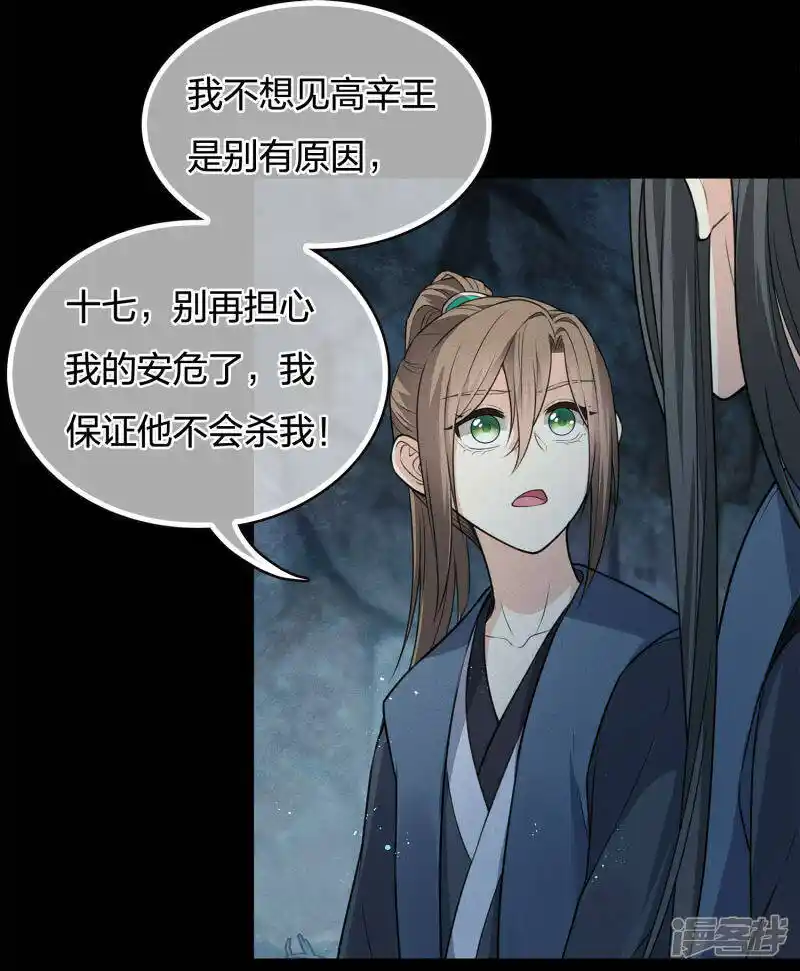 我不想见高辛王
是别有原因，
十七，别再担心
我的安危了，我
保证他不会杀我！
漫客栈